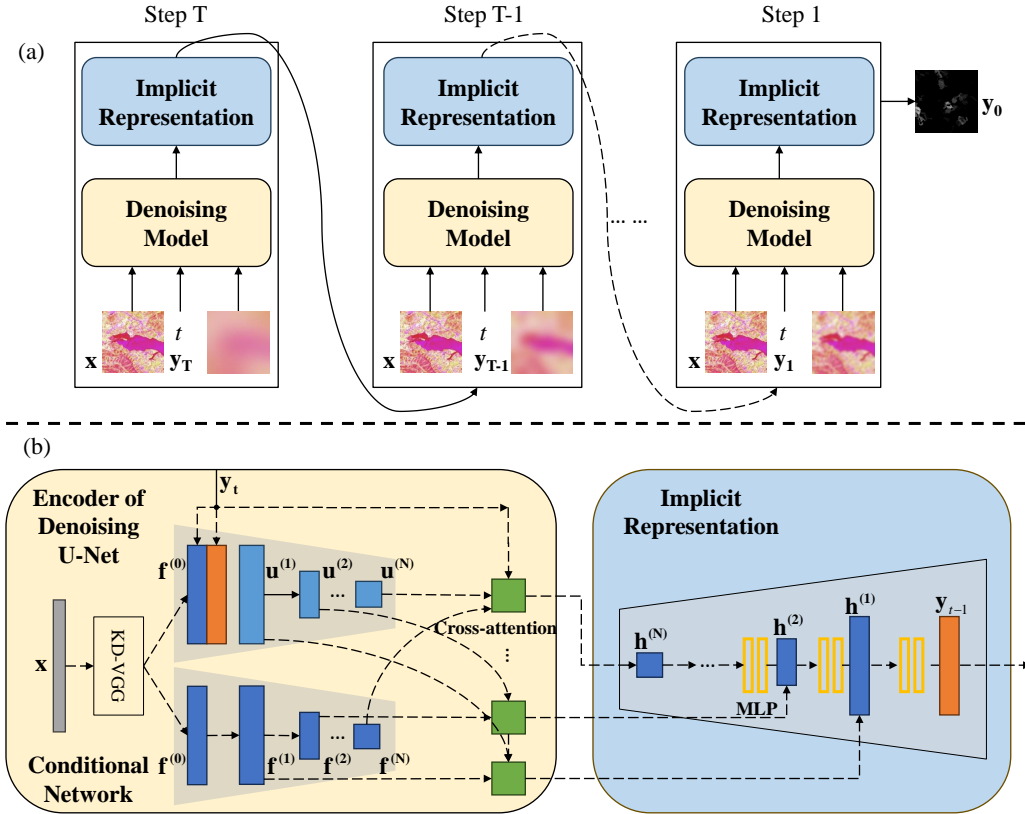 Step T
Step T-1
Step 1
(a)
Implicit
Representation
Implicit
Representation
Implicit
Representation
y0
Denoising
Model
Denoising
Model
Denoising
Model
... ...
x
t
yT
x
t
yT-1
x
t
y1
(b)
Encoder of
Denoising
U-Net
yt
Implicit
Representation
f(0)
u(1)
u(2)
...
u(N)
x
KD-VGG
Cross-attention
...
h(N)
...
h(2)
h(1)
yt−1
MLP
f(0)
f(1)
f(2)
...
f(N)
Conditional
Network